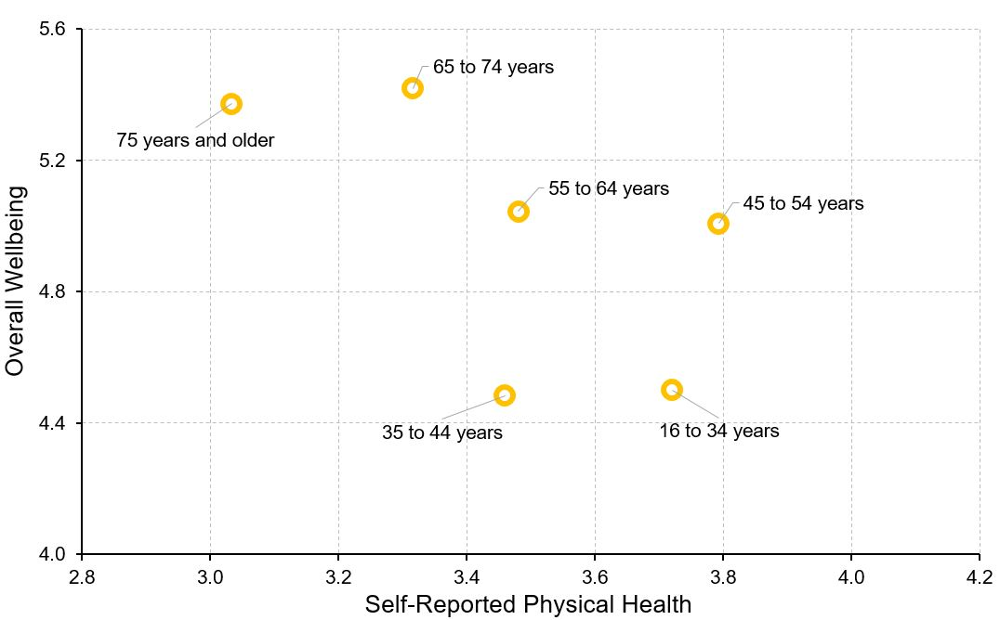 5.6
65 to 74 years
75 years and older
5.2
55 to 64 years
45 to 54 years
Overall Wellbeing
4.8
4.4
35 to 44 years
16 to 34 years
4.0
2.8 3.0 3.2 3.4 3.6 3.8 4.0 4.2
Self-Reported Physical Health